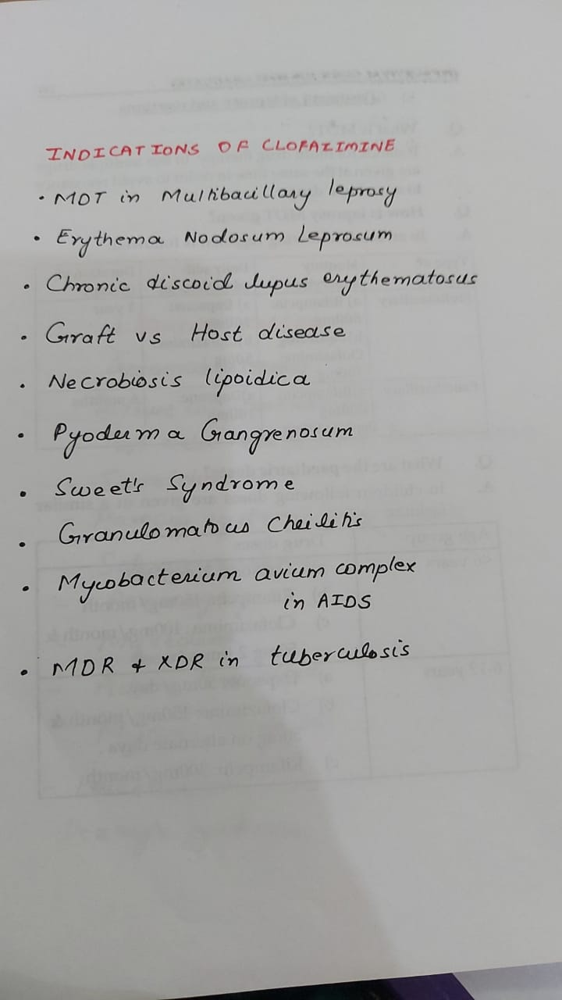 INDICATIONS OF CLOFAZIMINE
• MDT in Multibacillary leprosy
• Erythema Nodosum Leprosum
• Chronic discoid lupus erythematosus
• Graft vs Host disease
• Necrobiosis lipoidica
• Pyoderma Gangrenosum
• Sweet's Syndrome
• Granulomatous Cheilitis
• Mycobacterium avium complex
in AIDS
• MDR & XDR in tuberculosis